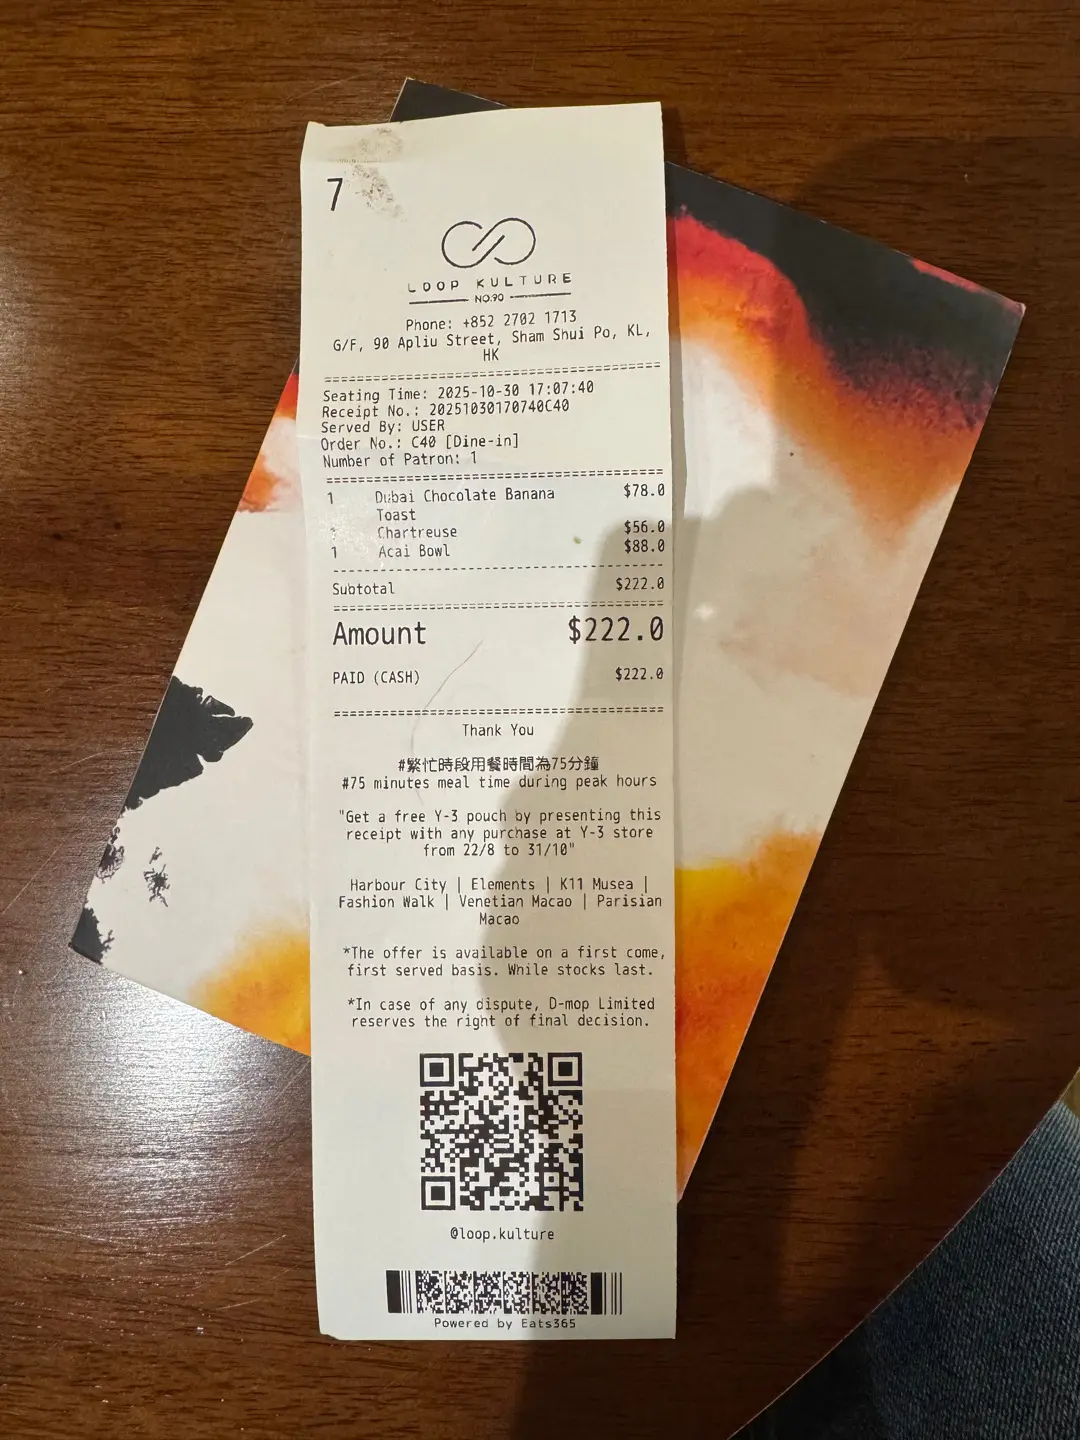 7
LOOP KULTURE
NO.90
Phone: +852 2702 1713
G/F, 90 Apliu Street, Sham Shui Po, KL,
HK
Seating Time: 2025-10-30 17:07:40
Receipt No.: 20251030170740C40
Served By: USER
Order No.: C40 [Dine-in]
Number of Patron: 1
1 Dubai Chocolate Banana $78.0
Toast
Chartreuse $56.0
1 Acai Bowl $88.0
Subtotal $222.0
Amount $222.0
PAID (CASH) $222.0
Thank You
#繁忙時段用餐時間為75分鐘
#75 minutes meal time during peak hours
"Get a free Y-3 pouch by presenting this
receipt with any purchase at Y-3 store
from 22/8 to 31/10"
Harbour City | Elements | K11 Musea |
Fashion Walk | Venetian Macao | Parisian
Macao
*The offer is available on a first come,
first served basis. While stocks last.
*In case of any dispute, D-mop Limited
reserves the right of final decision.
@loop.kulture
Powered by Eats365